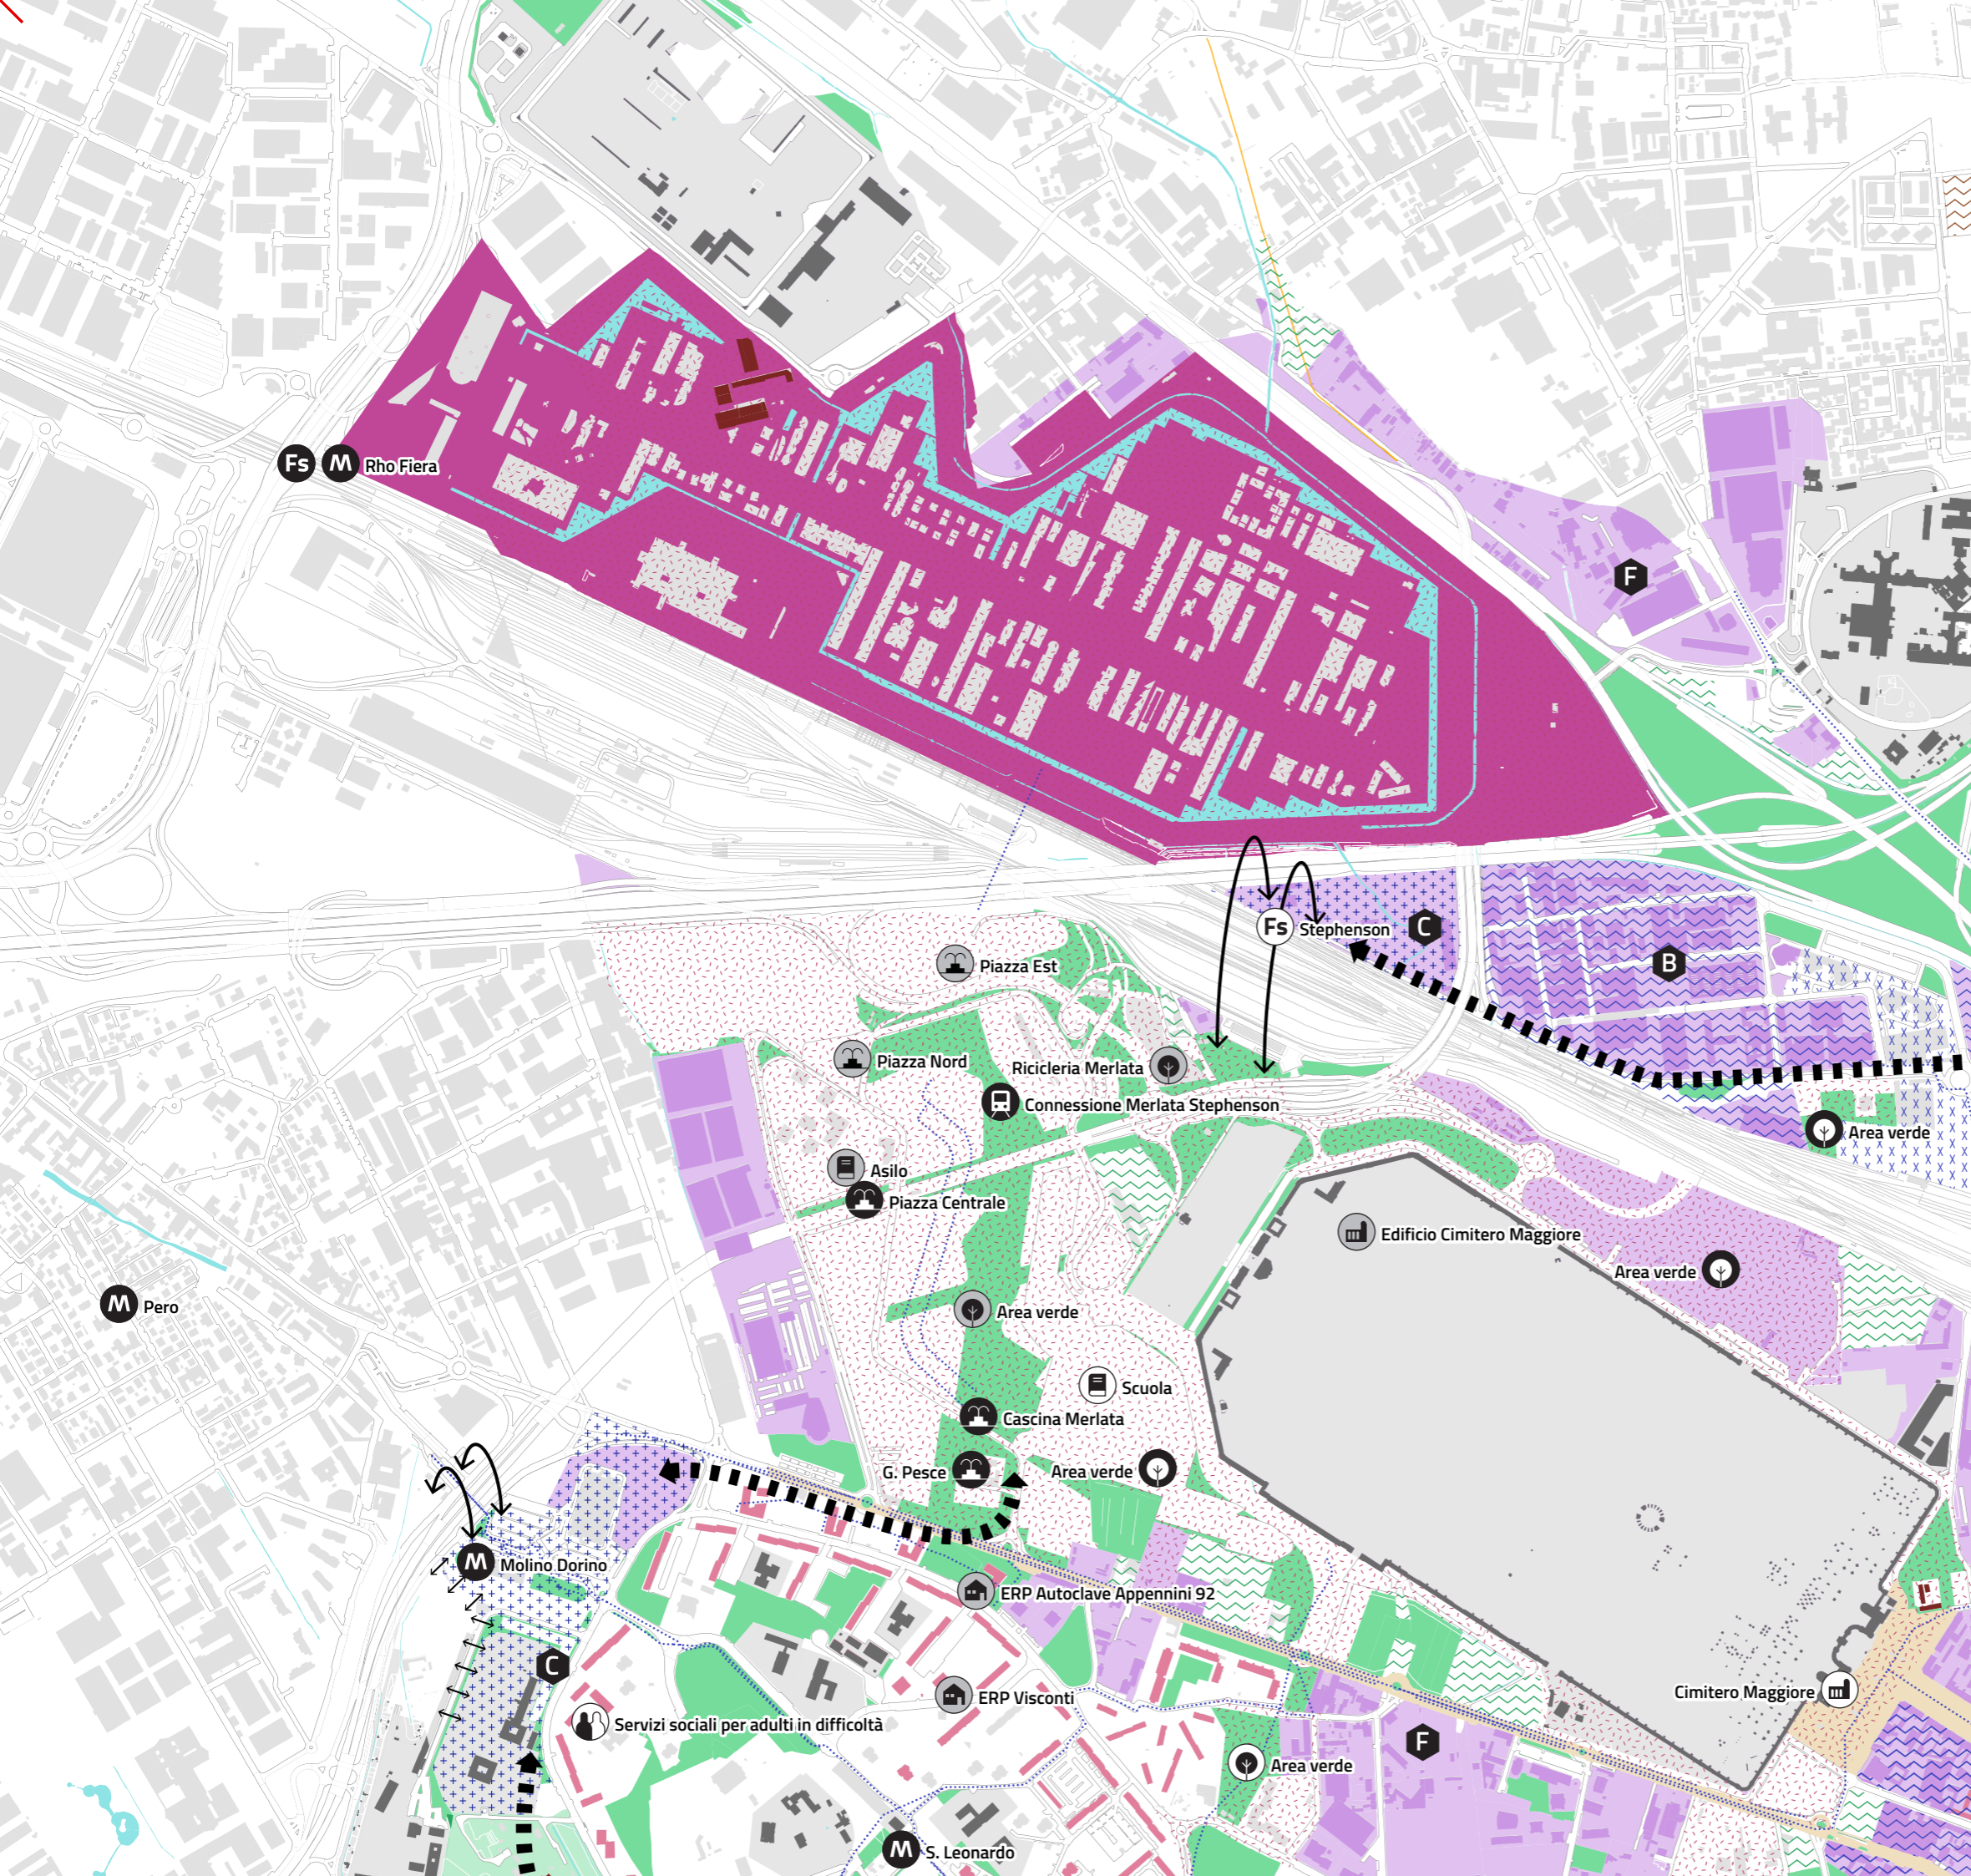 Fs M Rho Fiera
F
Fs Stephenson
C
B
Piazza Est
Piazza Nord
Ricicleria Merlata
Connessione Merlata Stephenson
Area verde
Asilo
Piazza Centrale
Edificio Cimitero Maggiore
Area verde
M Pero
Area verde
Scuola
Cascina Merlata
G. Pesce
Area verde
M Molino Dorino
ERP Autoclave Appennini 92
C
ERP Visconti
Cimitero Maggiore
Servizi sociali per adulti in difficoltà
F
Area verde
M S. Leonardo